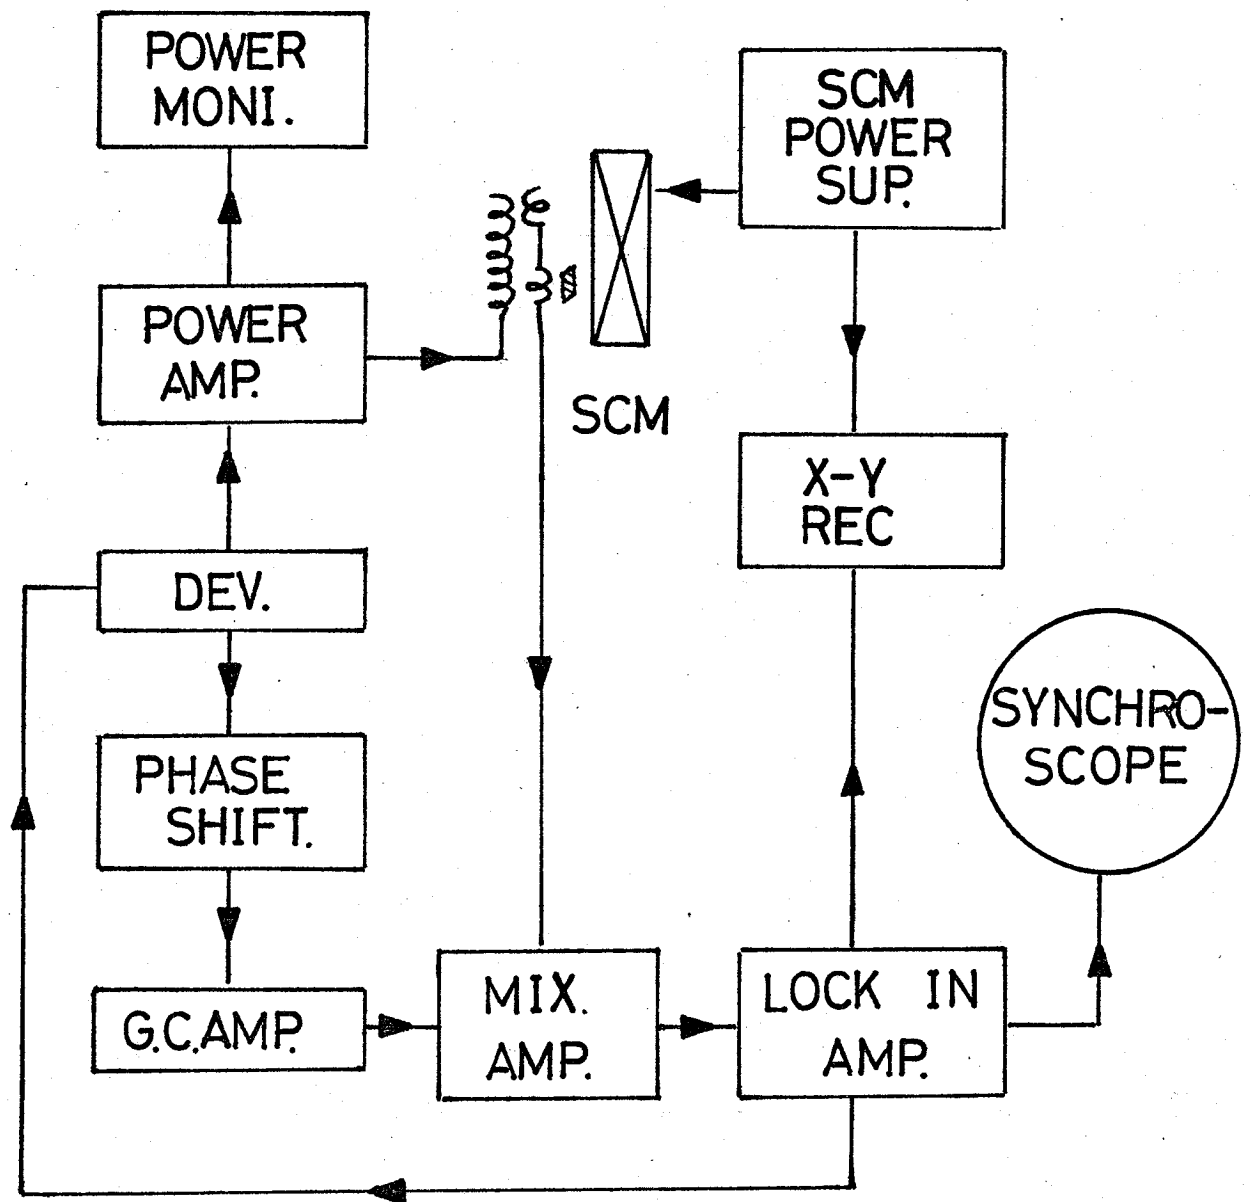 POWER
MONI.
SCM
POWER
SUP.
POWER
AMP.
SCM
X-Y
REC
DEV.
SYNCHRO-
SCOPE
PHASE
SHIFT.
G.C.AMP.
MIX.
AMP.
LOCK IN
AMP.